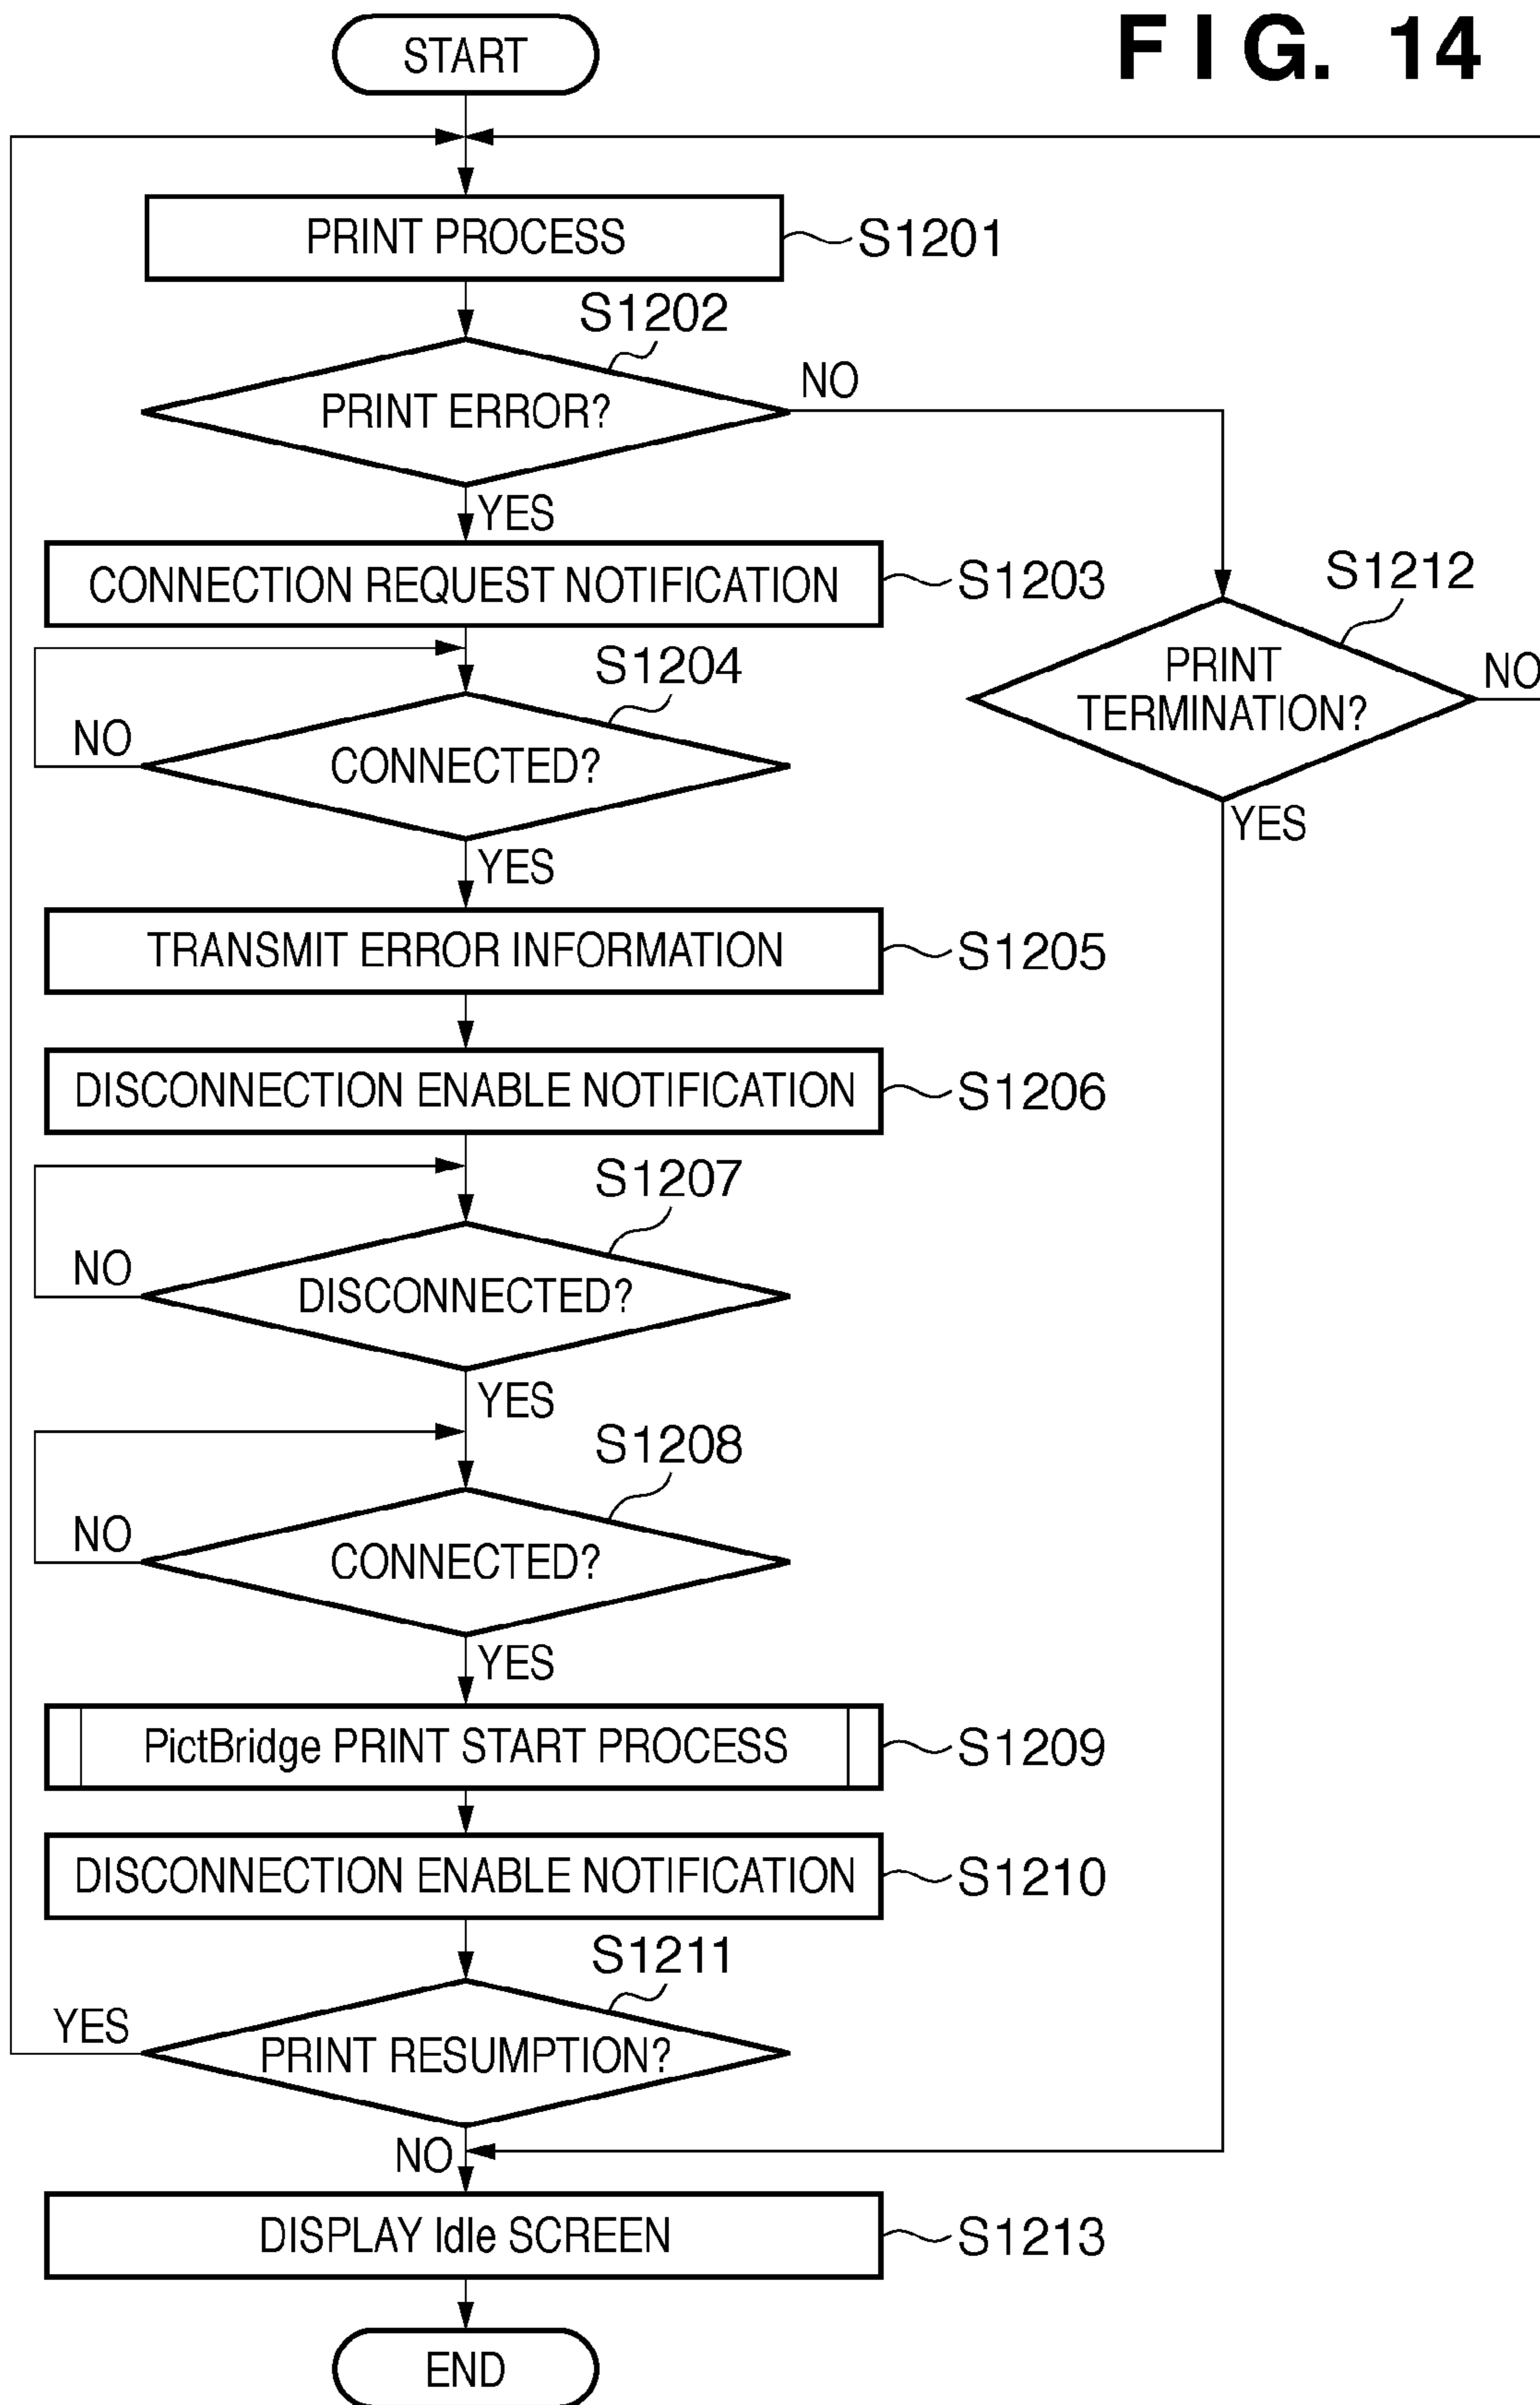 FIG. 14
START
PRINT PROCESS
S1201
S1202
PRINT ERROR?
NO
YES
CONNECTION REQUEST NOTIFICATION
S1203
S1212
PRINT
TERMINATION?
NO
YES
S1204
CONNECTED?
NO
YES
TRANSMIT ERROR INFORMATION
S1205
DISCONNECTION ENABLE NOTIFICATION
S1206
S1207
DISCONNECTED?
NO
YES
S1208
CONNECTED?
NO
YES
PictBridge PRINT START PROCESS
S1209
DISCONNECTION ENABLE NOTIFICATION
S1210
S1211
PRINT RESUMPTION?
YES
NO
DISPLAY Idle SCREEN
S1213
END